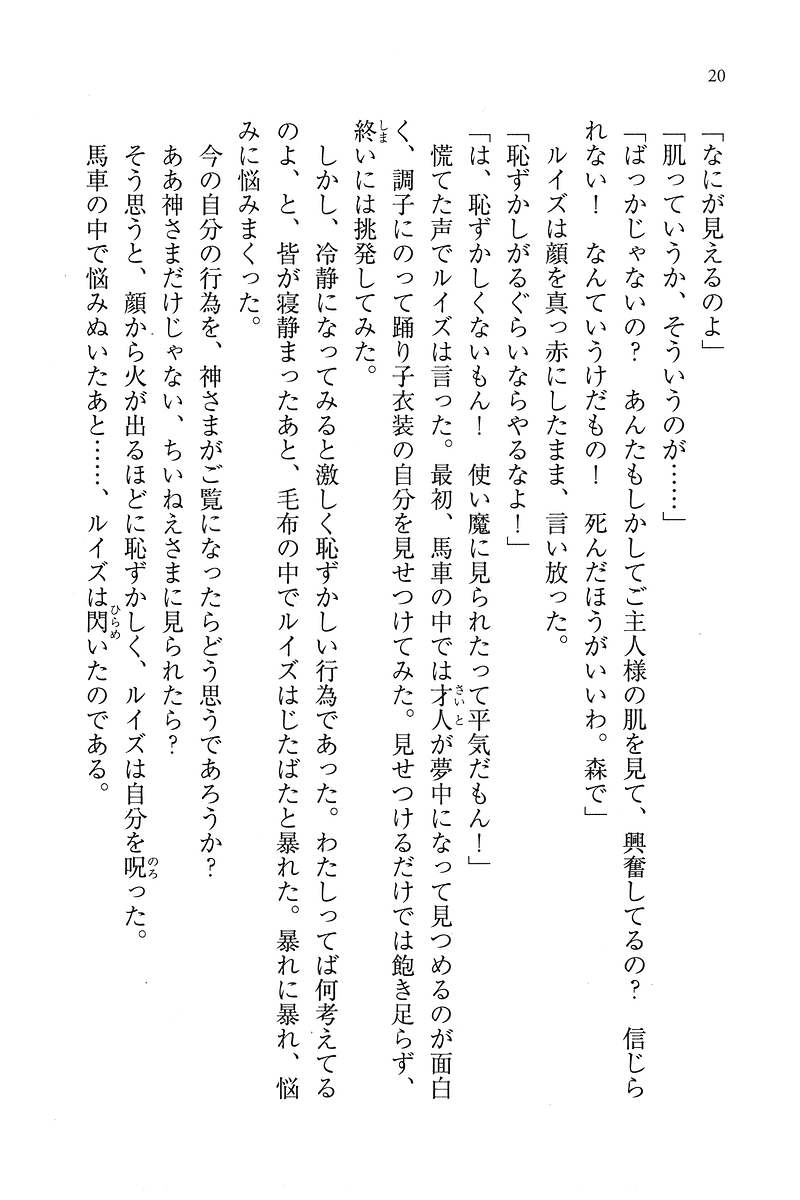 20
「なにが見えるのよ」
「肌っていうか、そういうのが……」
「ばっかじゃないの？　あんたもしかしてご主人様の肌を見て、興奮してるの？　信じら
れない！　なんていうけだもの！　死んだほうがいいわ。森で」
　ルイズは顔を真っ赤にしたまま、言い放った。
「恥ずかしがるぐらいならやるなよ！」
「は、恥ずかしくないもん！　使い魔に見られたって平気だもん！」
　慌てた声でルイズは言った。最初、馬車の中では才人が夢中になって見つめるのが面白
く、調子にのって踊り子衣装の自分を見せつけてみた。見せつけるだけでは飽き足らず、
終いには挑発してみた。
　しかし、冷静になってみると激しく恥ずかしい行為であった。わたしってば何考えてる
のよ、と、皆が寝静まったあと、毛布の中でルイズはじたばたと暴れた。暴れに暴れ、悩
みに悩みまくった。
　今の自分の行為を、神さまがご覧になったらどう思うであろうか？
　ああ神さまだけじゃない、ちいねえさまに見られたら？
　そう思うと、顔から火が出るほどに恥ずかしく、ルイズは自分を呪った。
　馬車の中で悩みぬいたあと……、ルイズは閃いたのである。